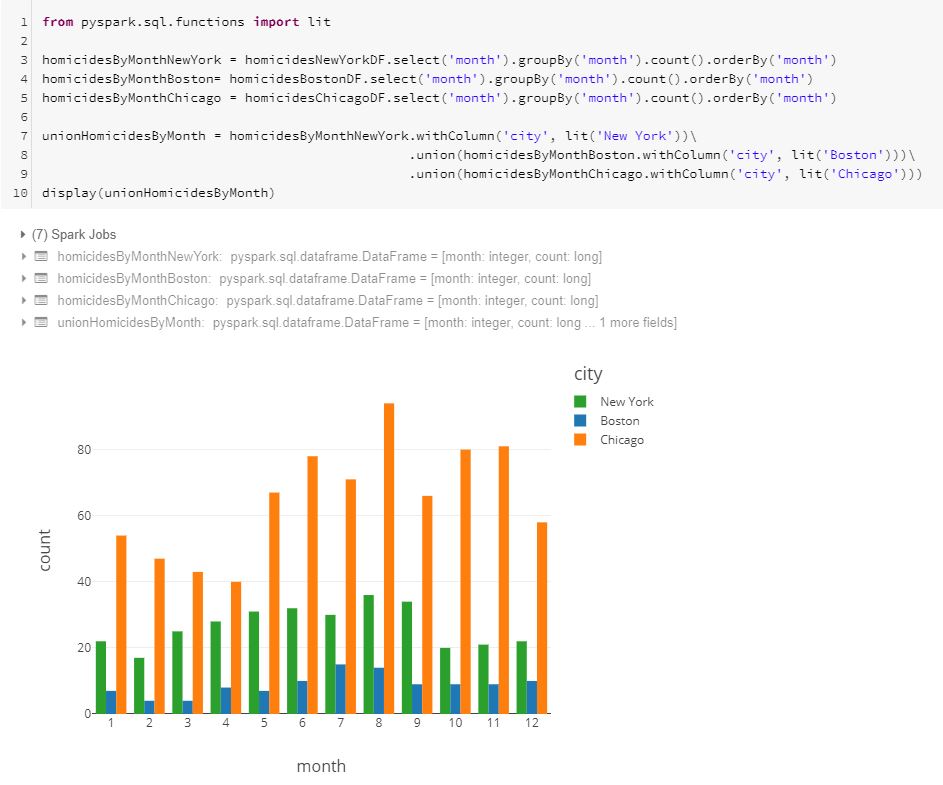 1 from pyspark.sql.functions import lit
2
3 homicidesByMonthNewYork = homicidesNewYorkDF.select('month').groupBy('month').count().orderBy('month')
4 homicidesByMonthBoston= homicidesBostonDF.select('month').groupBy('month').count().orderBy('month')
5 homicidesByMonthChicago = homicidesChicagoDF.select('month').groupBy('month').count().orderBy('month')
6
7 unionHomicidesByMonth = homicidesByMonthNewYork.withColumn('city', lit('New York'))\
8 .union(homicidesByMonthBoston.withColumn('city', lit('Boston')))\
9 .union(homicidesByMonthChicago.withColumn('city', lit('Chicago')))
10 display(unionHomicidesByMonth)
(7) Spark Jobs
homicidesByMonthNewYork: pyspark.sql.dataframe.DataFrame = [month: integer, count: long]
homicidesByMonthBoston: pyspark.sql.dataframe.DataFrame = [month: integer, count: long]
homicidesByMonthChicago: pyspark.sql.dataframe.DataFrame = [month: integer, count: long]
unionHomicidesByMonth: pyspark.sql.dataframe.DataFrame = [month: integer, count: long ... 1 more fields]
city
New York
Boston
Chicago
80
60
40
20
0
count
1 2 3 4 5 6 7 8 9 10 11 12
month